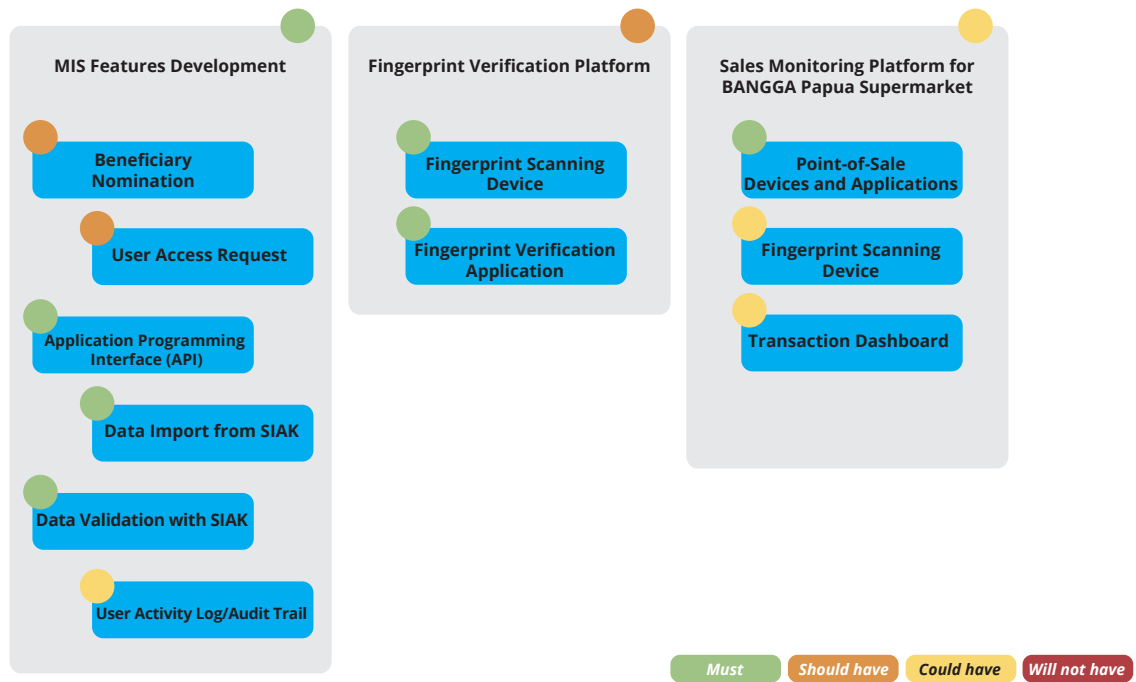 MIS Features Development
Beneficiary
Nomination
User Access Request
Application Programming
Interface (API)
Data Import from SIAK
Data Validation with SIAK
User Activity Log/Audit Trail
Fingerprint Verification Platform
Fingerprint Scanning
Device
Fingerprint Verification
Application
Sales Monitoring Platform for
BANGGA Papua Supermarket
Point-of-Sale
Devices and Applications
Fingerprint Scanning
Device
Transaction Dashboard
Must
Should have
Could have
Will not have